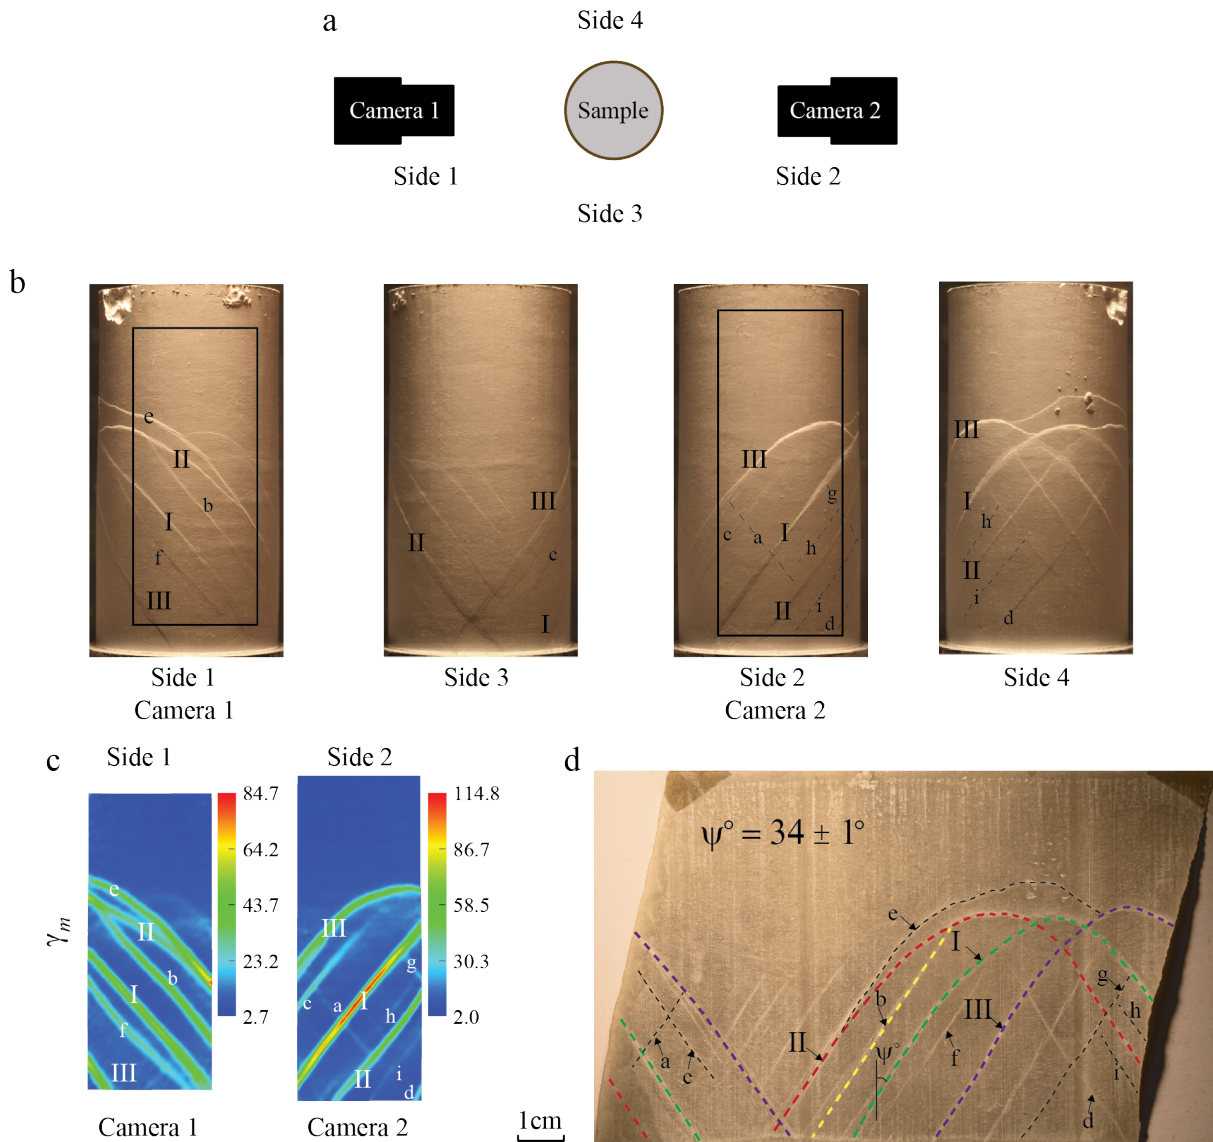 a
Side 4
Camera 1
Sample
Camera 2
Side 1
Side 2
Side 3
b
e
II
b
I
f
III
III
II
e
I
III
g
I
c
a
h
II
i
d
III
I
h
II
i
d
Side 1
Side 3
Side 2
Side 4
Camera 1
Camera 2
c
Side 1
Side 2
d
γm
84.7
64.2
43.7
23.2
2.7
e
II
b
I
f
III
114.8
86.7
58.5
30.3
2.0
III
g
c
a
I
h
II
i
d
Camera 1
Camera 2
1cm
ψ° = 34 ± 1°
e
I
b
g
h
III
II
ψ°
f
a
c
i
d